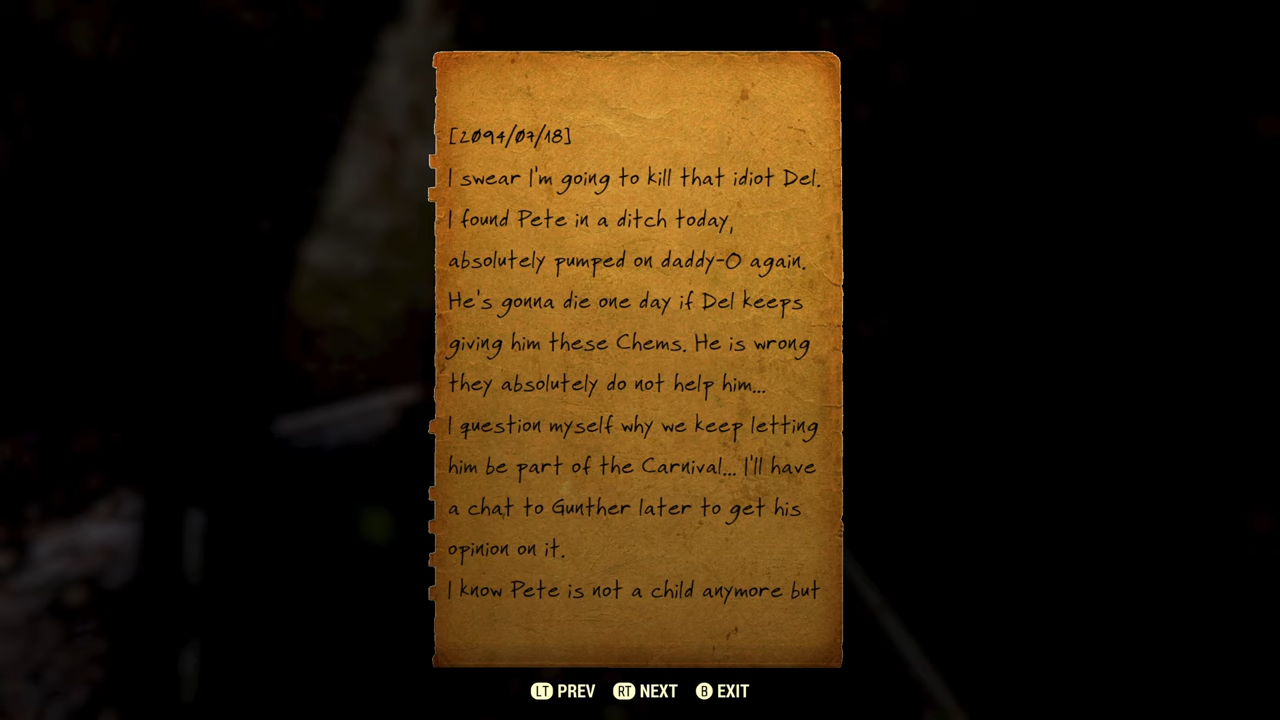 [2094/07/18]
I swear I'm going to kill that idiot Del.
I found Pete in a ditch today,
absolutely pumped on daddy-O again.
He's gonna die one day if Del keeps
giving him these Chems. He is wrong
they absolutely do not help him...
I question myself why we keep letting
him be part of the Carnival... I'll have
a chat to Gunther later to get his
opinion on it.
I know Pete is not a child anymore but
LT PREV RT NEXT B EXIT